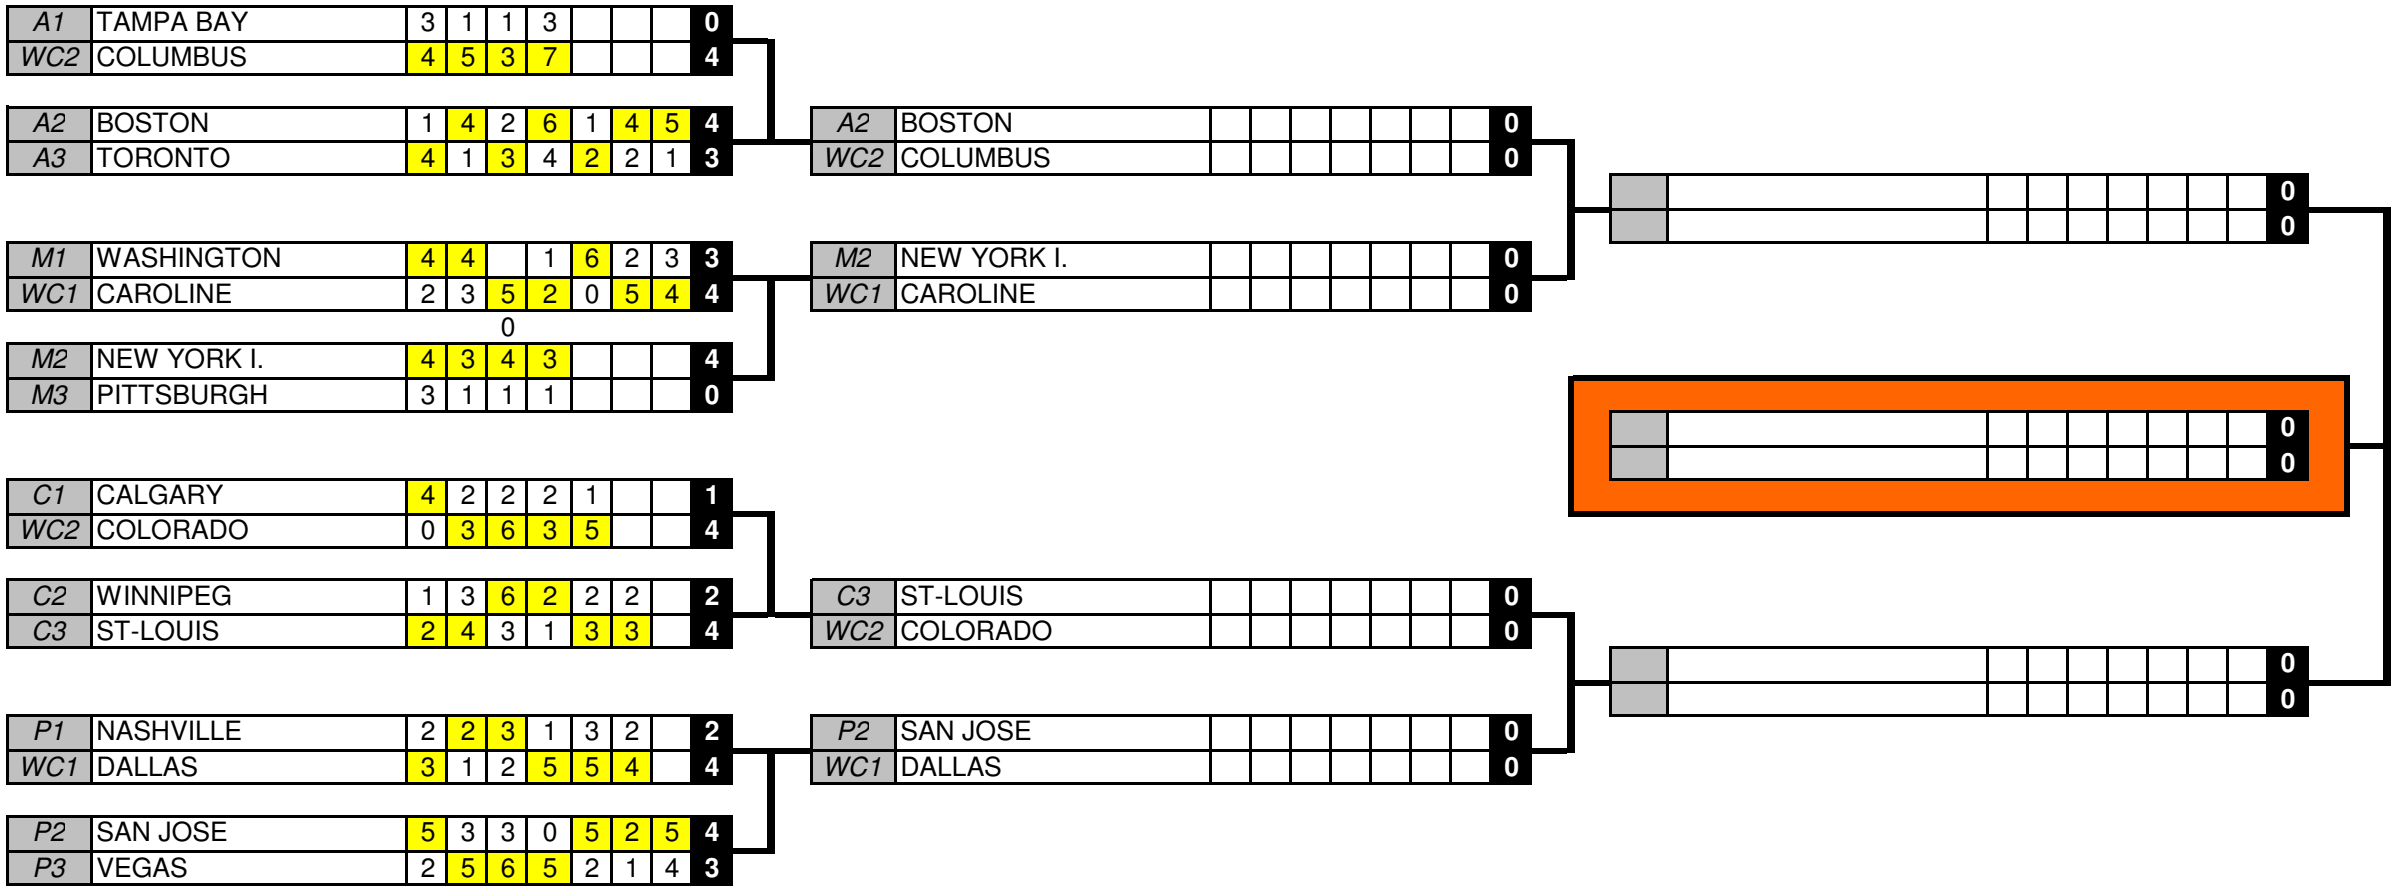 A1 TAMPA BAY 3 1 1 3 0
WC2 COLUMBUS 4 5 3 7 4
A2 BOSTON 1 4 2 6 1 4 5 4
A3 TORONTO 4 1 3 4 2 2 1 3
A2 BOSTON 0
WC2 COLUMBUS 0
0
0
M1 WASHINGTON 4 4 1 6 2 3 3
WC1 CAROLINE 2 3 5 2 0 5 4 4
0
M2 NEW YORK I. 0
WC1 CAROLINE 0
M2 NEW YORK I. 4 3 4 3 4
M3 PITTSBURGH 3 1 1 1 0
0
0
C1 CALGARY 4 2 2 2 1 1
WC2 COLORADO 0 3 6 3 5 4
C2 WINNIPEG 1 3 6 2 2 2 2
C3 ST-LOUIS 2 4 3 1 3 3 4
C3 ST-LOUIS 0
WC2 COLORADO 0
0
0
P1 NASHVILLE 2 2 3 1 3 2 2
WC1 DALLAS 3 1 2 5 5 4 4
P2 SAN JOSE 0
WC1 DALLAS 0
P2 SAN JOSE 5 3 3 0 5 2 5 4
P3 VEGAS 2 5 6 5 2 1 4 3